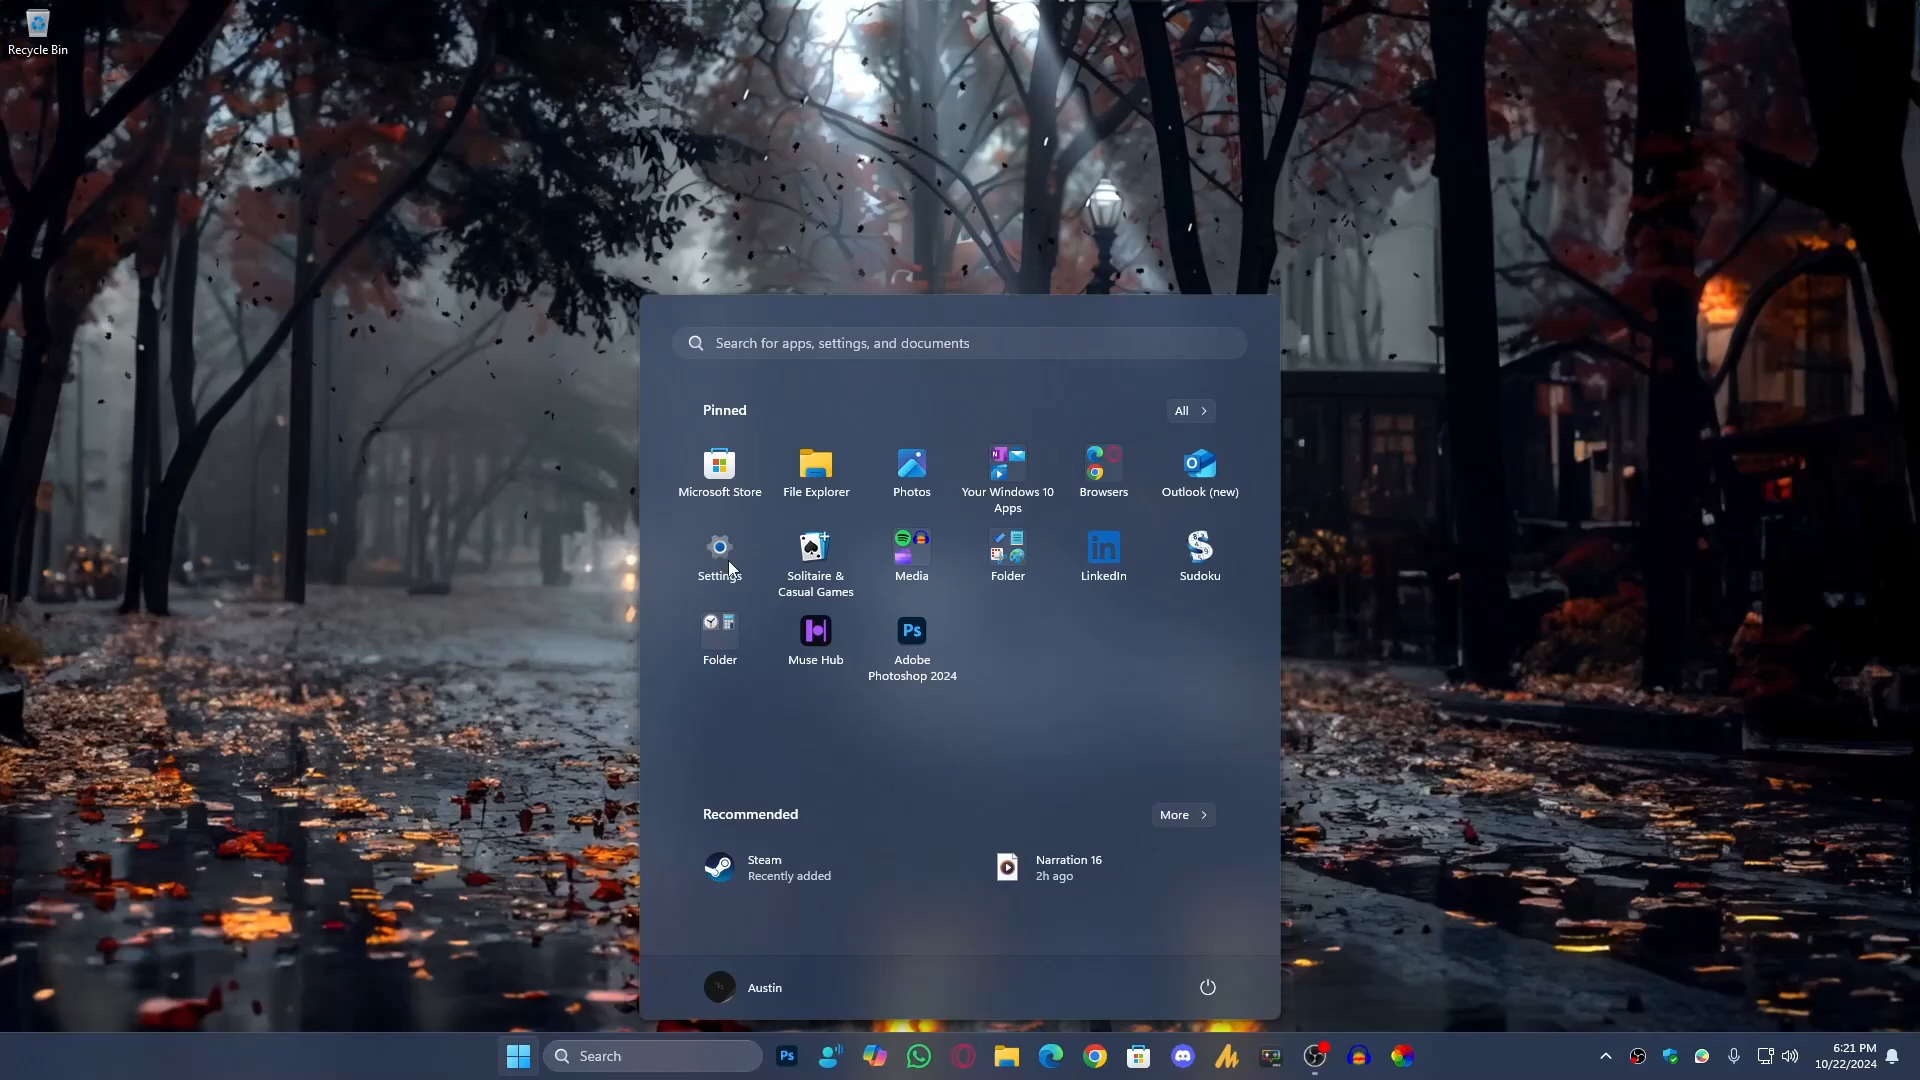 Recycle Bin
Search for apps, settings, and documents
Pinned
All
Microsoft Store
File Explorer
Photos
Your Windows 10
Apps
Browsers
Outlook (new)
Settings
Solitaire &
Casual Games
Media
Folder
LinkedIn
Sudoku
Folder
Muse Hub
Adobe
Photoshop 2024
Recommended
More
Steam
Recently added
Narration 16
2h ago
Austin
Search
6:21 PM
10/22/2024